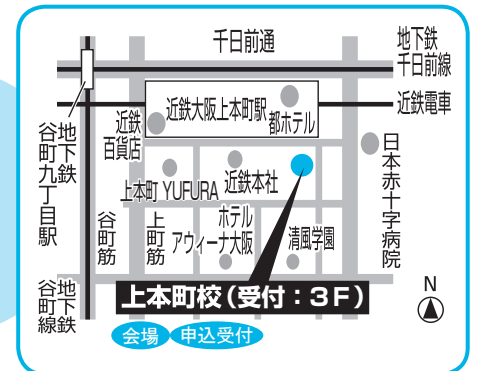 千日前通
地下鉄
千日前線
近鉄電車
近鉄大阪上本町駅
都ホテル
近鉄
百貨店
地下鉄
谷町九丁目駅
日本赤十字病院
上本町 YUFURA
近鉄本社
谷町筋
上町筋
ホテル
アウィーナ大阪
清風学園
地下鉄
谷町線
上本町校(受付:3F)
N
会場
申込受付